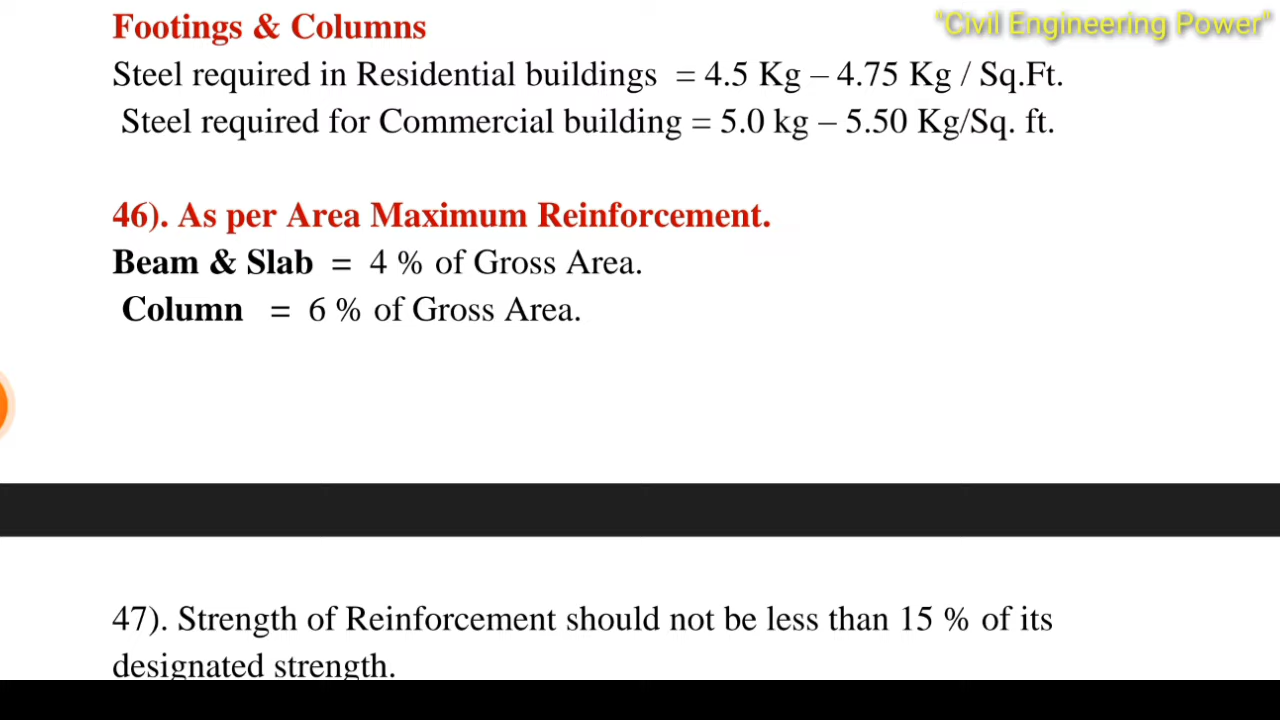 "Civil Engineering Power"
Footings & Columns
Steel required in Residential buildings = 4.5 Kg – 4.75 Kg / Sq.Ft.
Steel required for Commercial building = 5.0 kg – 5.50 Kg/Sq. ft.
46). As per Area Maximum Reinforcement.
Beam & Slab = 4 % of Gross Area.
Column = 6 % of Gross Area.
47). Strength of Reinforcement should not be less than 15 % of its
designated strength.